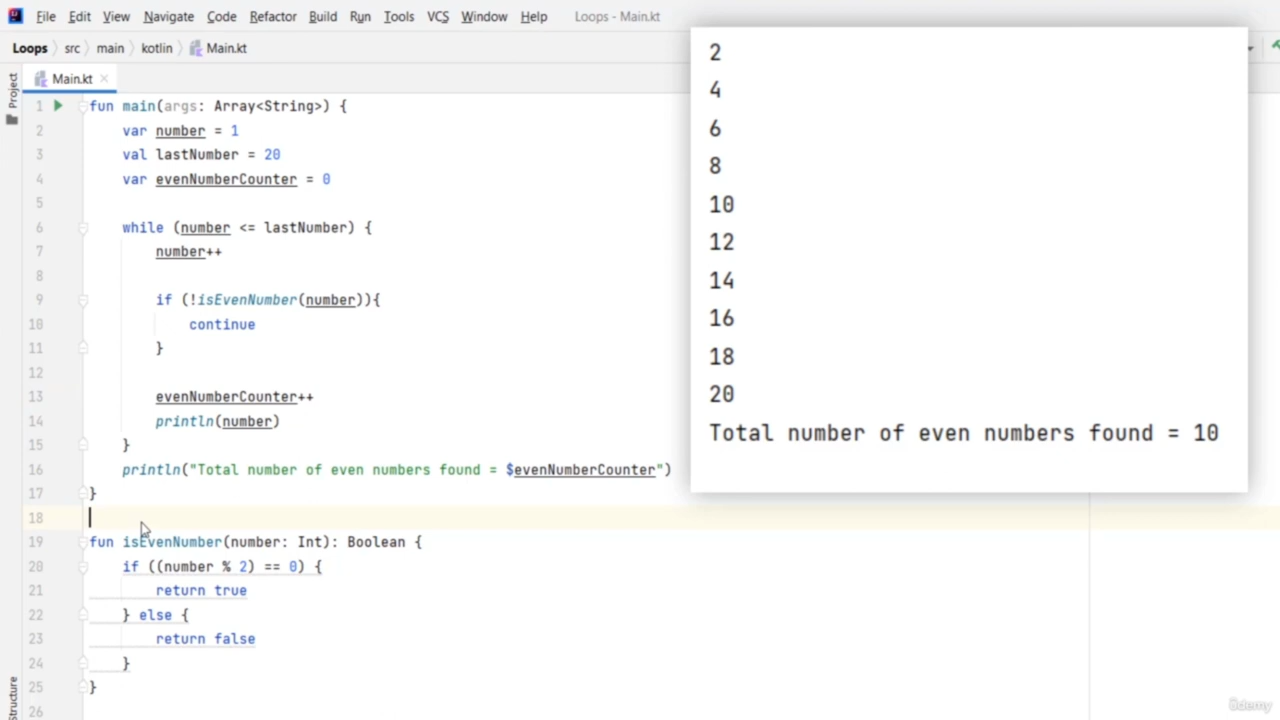 File Edit View Navigate Code Refactor Build Run Tools VCS Window Help Loops - Main.kt
Loops src main kotlin Main.kt
Project
Main.kt
1 fun main(args: Array<String>) {
2 var number = 1
3 val lastNumber = 20
4 var evenNumberCounter = 0
5
6 while (number <= lastNumber) {
7 number++
8
9 if (!isEvenNumber(number)){
10 continue
11 }
12
13 evenNumberCounter++
14 println(number)
15 }
16 println("Total number of even numbers found = $evenNumberCounter")
17 }
18
19 fun isEvenNumber(number: Int): Boolean {
20 if ((number % 2) == 0) {
21 return true
22 } else {
23 return false
24 }
25 }
26
2
4
6
8
10
12
14
16
18
20
Total number of even numbers found = 10
Structure
ûdemy